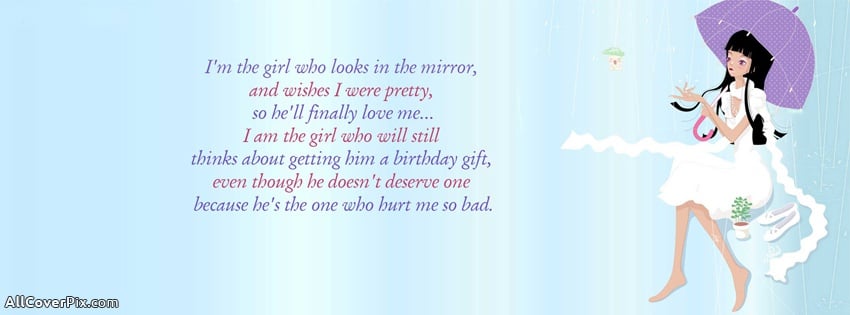 I'm the girl who looks in the mirror,
and wishes I were pretty,
so he'll finally love me...
I am the girl who will still
thinks about getting him a birthday gift,
even though he doesn't deserve one
because he's the one who hurt me so bad.
AllCoverPix.com